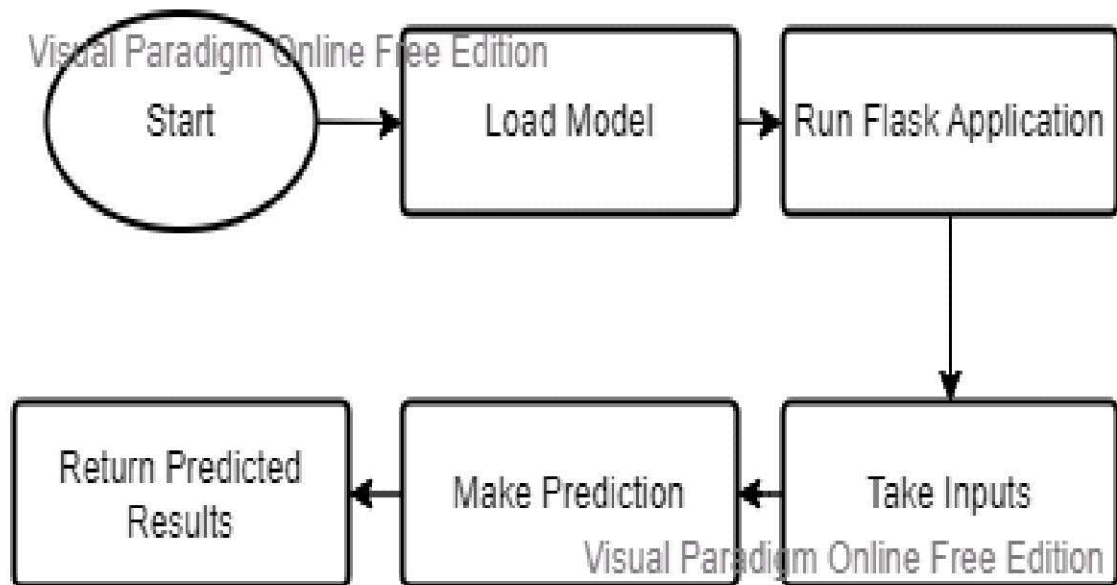 Visual Paradigm Online Free Edition
Start
Load Model
Run Flask Application
Return Predicted
Results
Make Prediction
Take Inputs
Visual Paradigm Online Free Edition